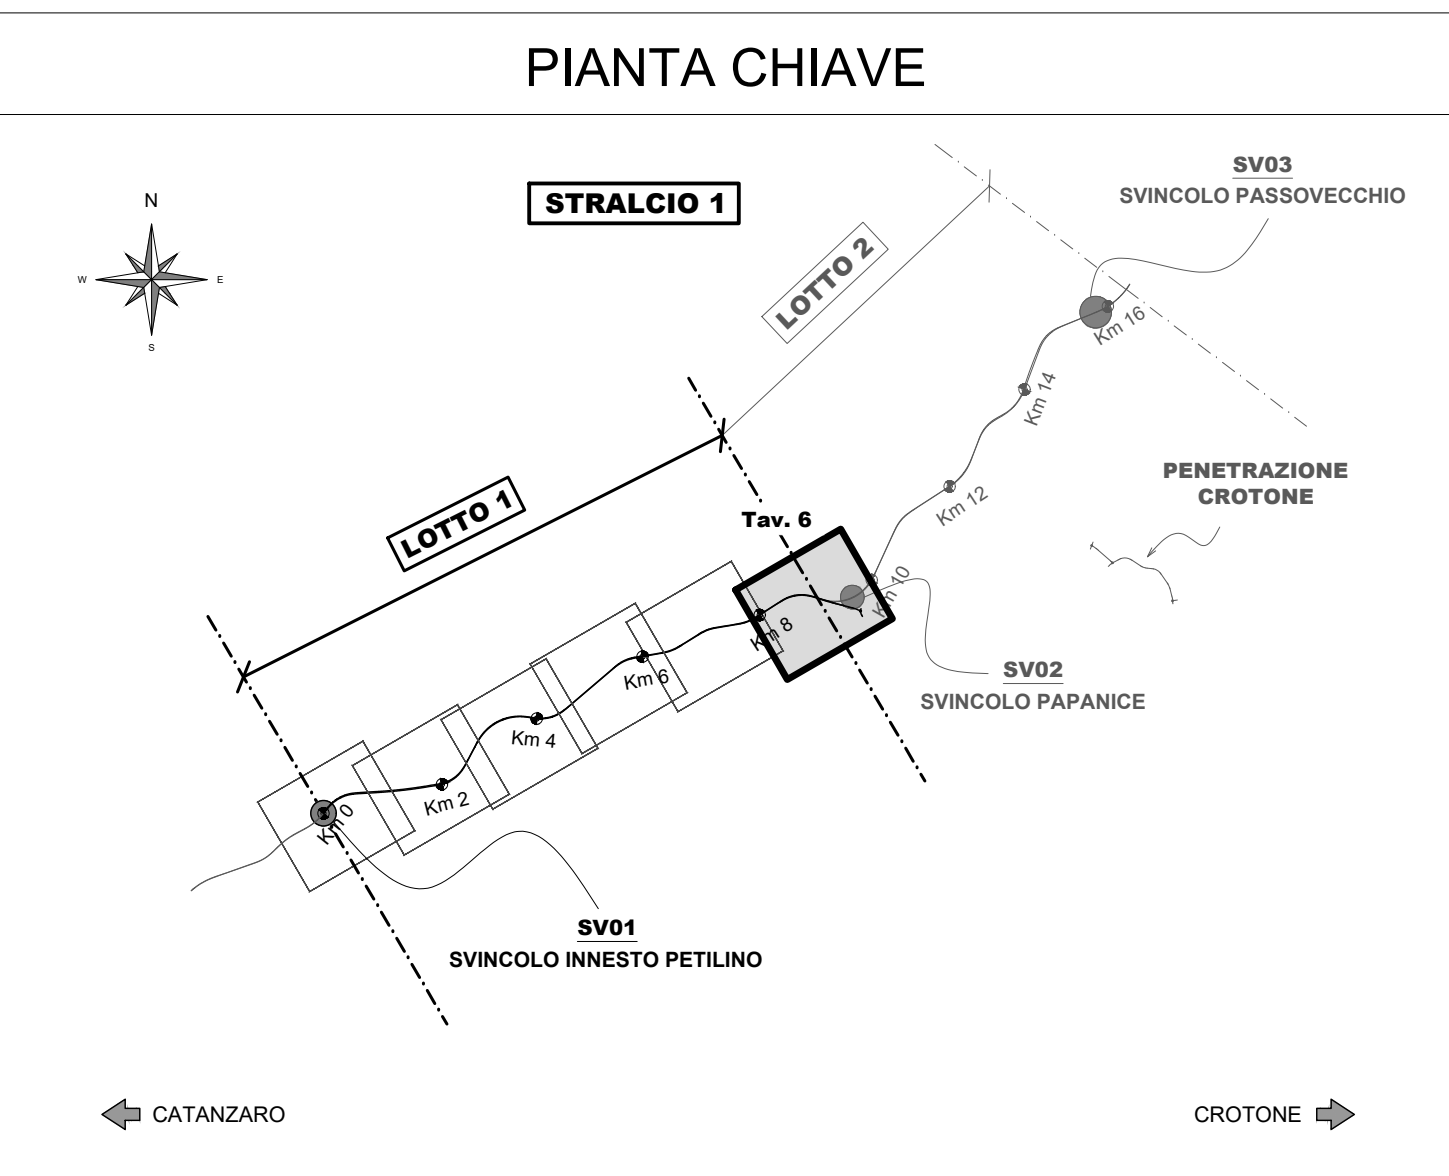 PIANTA CHIAVE
N
W
E
S
STRALCIO 1
SV03
SVINCOLO PASSOVECCHIO
LOTTO 2
Km 16
Km 14
LOTTO 1
PENETRAZIONE
CROTONE
Km 12
Tav. 6
Km 10
Km 8
Km 6
SV02
SVINCOLO PAPANICE
Km 4
Km 2
Km 0
SV01
SVINCOLO INNESTO PETILINO
CATANZARO
CROTONE